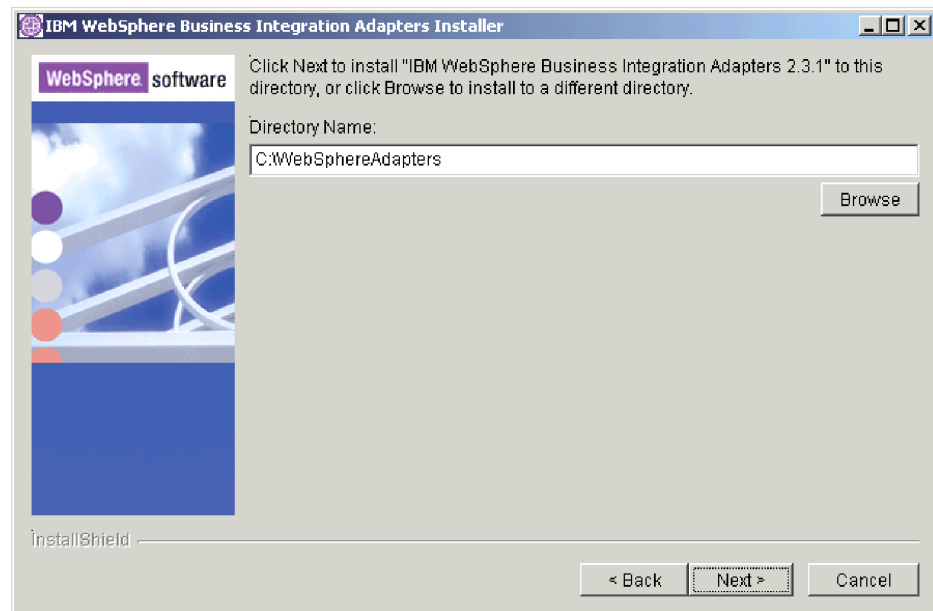 IBM WebSphere Business Integration Adapters Installer
WebSphere software
Click Next to install "IBM WebSphere Business Integration Adapters 2.3.1" to this
directory, or click Browse to install to a different directory.
Directory Name:
C:\WebSphereAdapters
Browse
InstallShield
< Back
Next >
Cancel